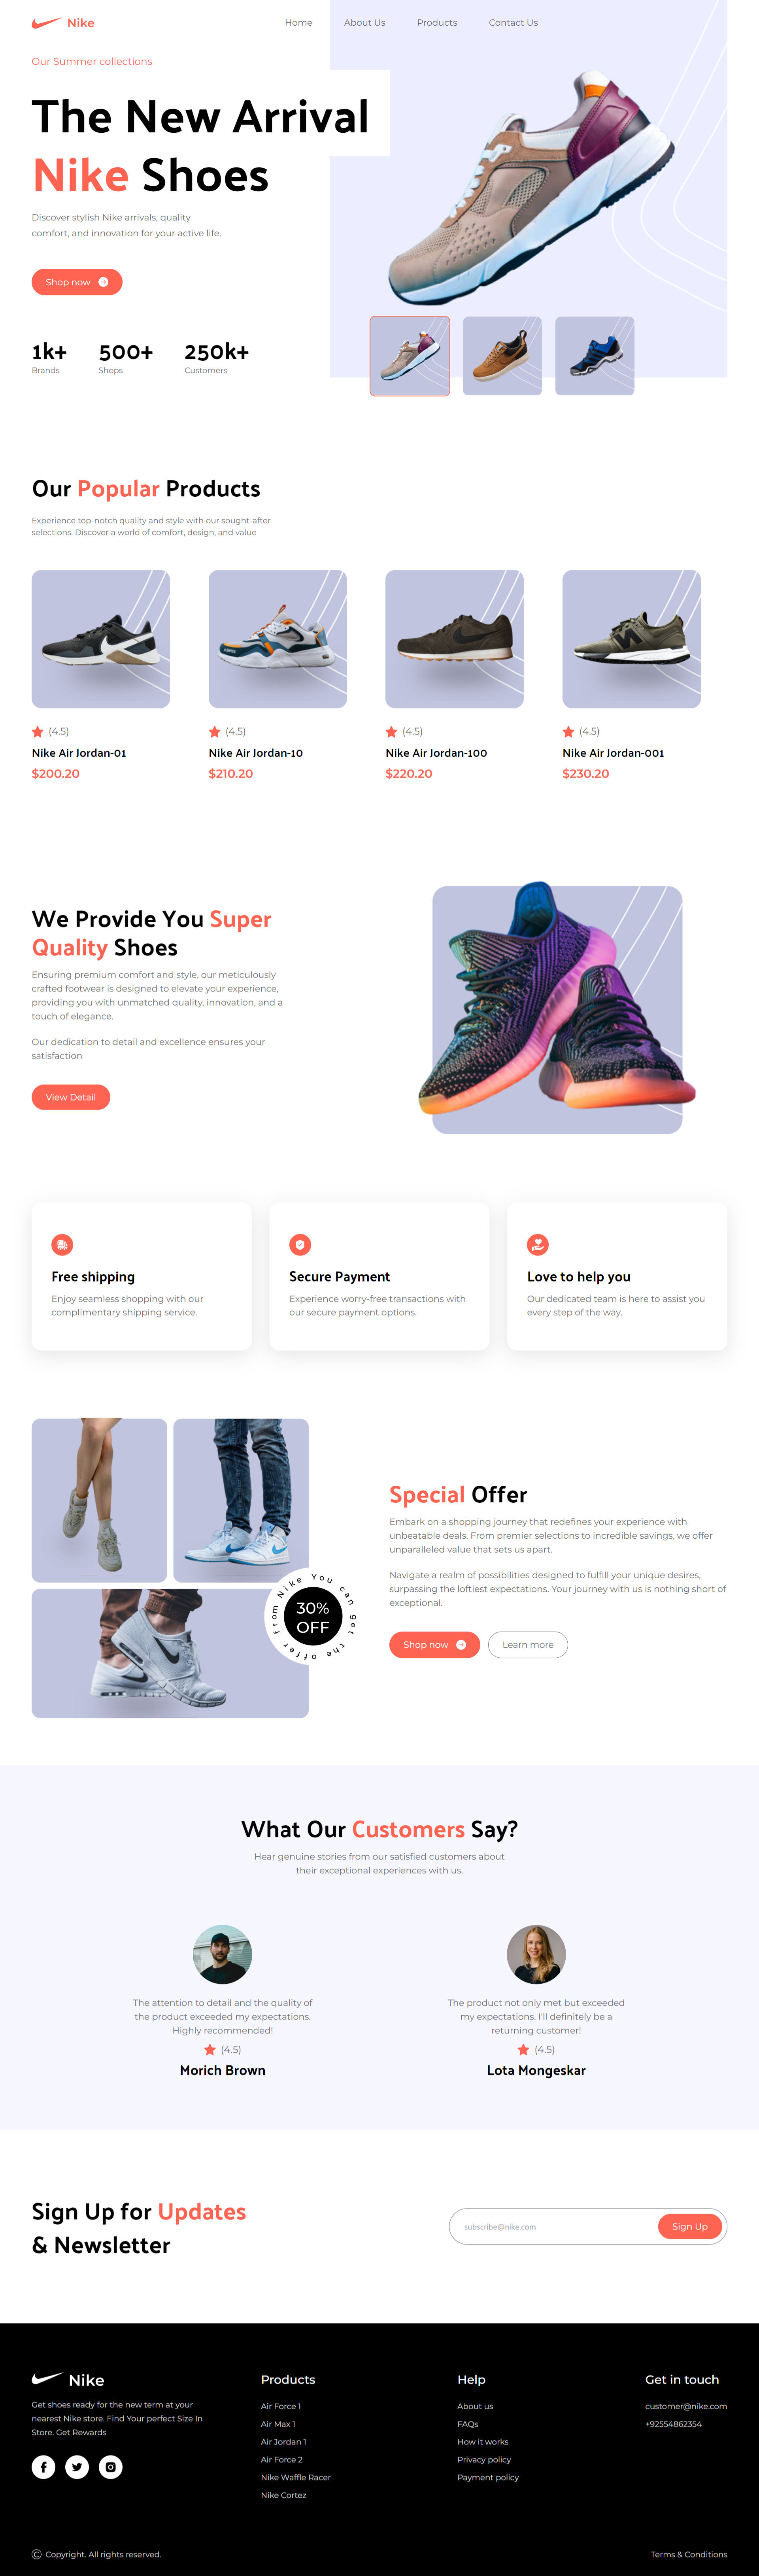 Nike
Home
About Us
Products
Contact Us
Our Summer collections
The New Arrival
Nike Shoes
Discover stylish Nike arrivals, quality
comfort, and innovation for your active life.
Shop now
1k+
Brands
500+
Shops
250k+
Customers
Our Popular Products
Experience top-notch quality and style with our sought-after
selections. Discover a world of comfort, design, and value
(4.5)
Nike Air Jordan-01
$200.20
(4.5)
Nike Air Jordan-10
$210.20
(4.5)
Nike Air Jordan-100
$220.20
(4.5)
Nike Air Jordan-001
$230.20
We Provide You Super
Quality Shoes
Ensuring premium comfort and style, our meticulously
crafted footwear is designed to elevate your experience,
providing you with unmatched quality, innovation, and a
touch of elegance.
Our dedication to detail and excellence ensures your
satisfaction
View Detail
Free shipping
Enjoy seamless shopping with our
complimentary shipping service.
Secure Payment
Experience worry-free transactions with
our secure payment options.
Love to help you
Our dedicated team is here to assist you
every step of the way.
You can get the offer from Nike
30%
OFF
Special Offer
Embark on a shopping journey that redefines your experience with
unbeatable deals. From premier selections to incredible savings, we offer
unparalleled value that sets us apart.
Navigate a realm of possibilities designed to fulfill your unique desires,
surpassing the loftiest expectations. Your journey with us is nothing short of
exceptional.
Shop now
Learn more
What Our Customers Say?
Hear genuine stories from our satisfied customers about
their exceptional experiences with us.
The attention to detail and the quality of
the product exceeded my expectations.
Highly recommended!
(4.5)
Morich Brown
The product not only met but exceeded
my expectations. I'll definitely be a
returning customer!
(4.5)
Lota Mongeskar
Sign Up for Updates
& Newsletter
subscribe@nike.com
Sign Up
Nike
Get shoes ready for the new term at your
nearest Nike store. Find Your perfect Size In
Store. Get Rewards
Products
Air Force 1
Air Max 1
Air Jordan 1
Air Force 2
Nike Waffle Racer
Nike Cortez
Help
About us
FAQs
How it works
Privacy policy
Payment policy
Get in touch
customer@nike.com
+92554862354
© Copyright. All rights reserved.
Terms & Conditions